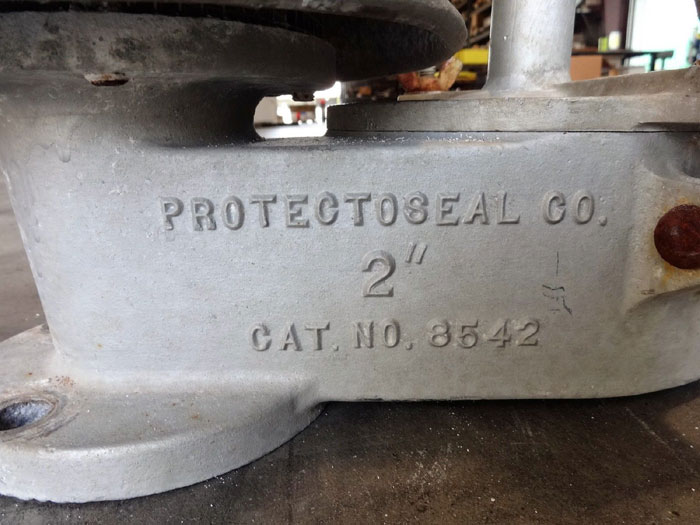 PROTECTOSEAL CO.
2"
CAT. NO. 8542